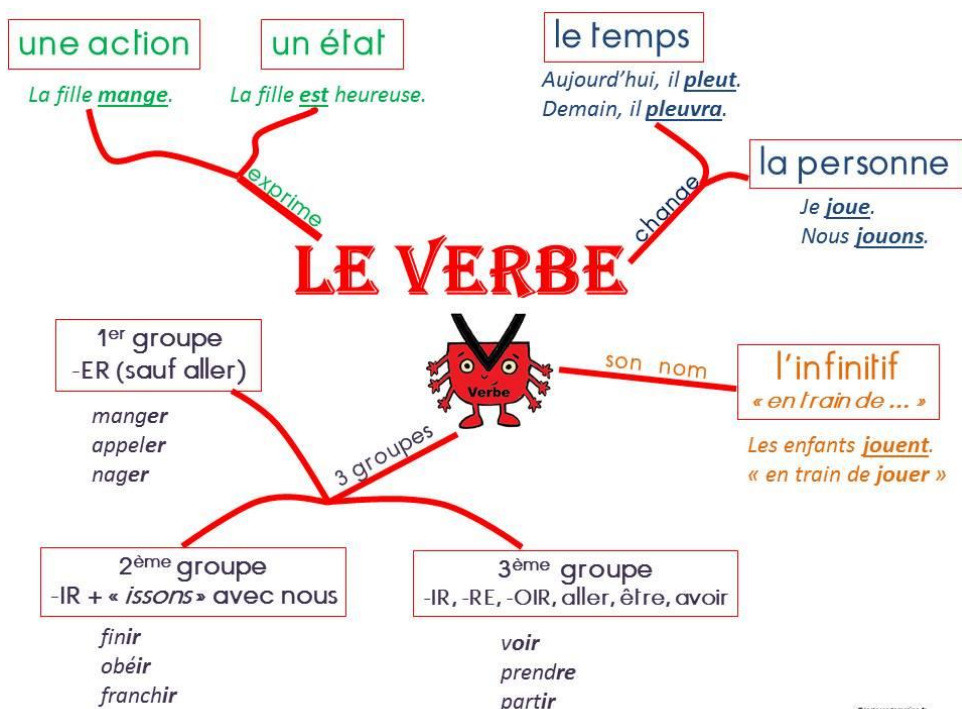 une action
La fille mange.
un état
La fille est heureuse.
exprime
le temps
Aujourd'hui, il pleut.
Demain, il pleuvra.
la personne
Je joue.
Nous jouons.
change
LE VERBE
Verbe
son nom
l'infinitif
« en train de ... »
Les enfants jouent.
« en train de jouer »
3 groupes
1er groupe
-ER (sauf aller)
manger
appeler
nager
2ème groupe
-IR + « issons » avec nous
finir
obéir
franchir
3ème groupe
-IR, -RE, -OIR, aller, être, avoir
voir
prendre
partir